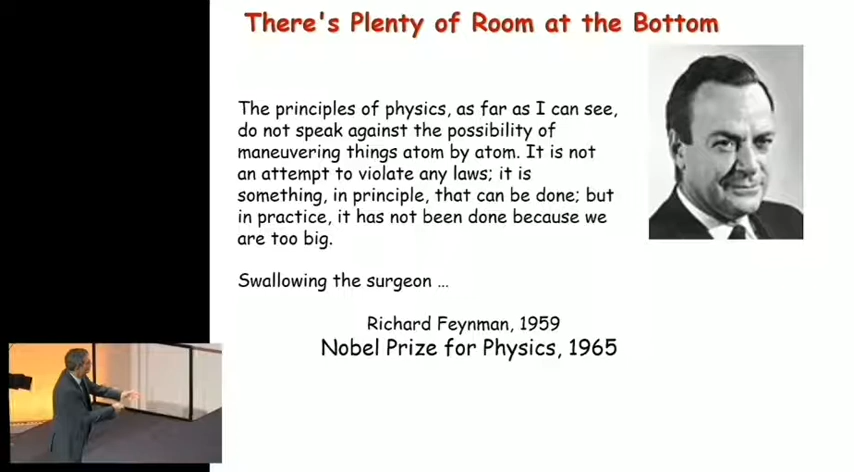 There's Plenty of Room at the Bottom
The principles of physics, as far as I can see,
do not speak against the possibility of
maneuvering things atom by atom. It is not
an attempt to violate any laws; it is
something, in principle, that can be done; but
in practice, it has not been done because we
are too big.
Swallowing the surgeon …
Richard Feynman, 1959
Nobel Prize for Physics, 1965